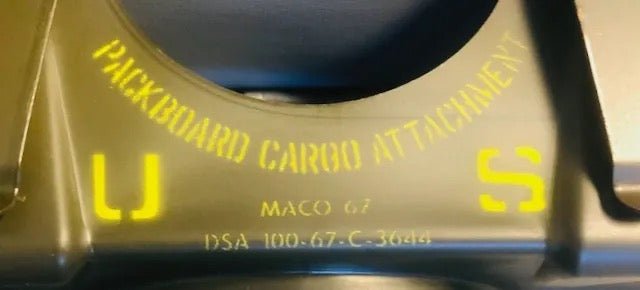 PACKBOARD CARGO ATTACHMENT
U S
MACO 67
DSA 100-67-C-3644